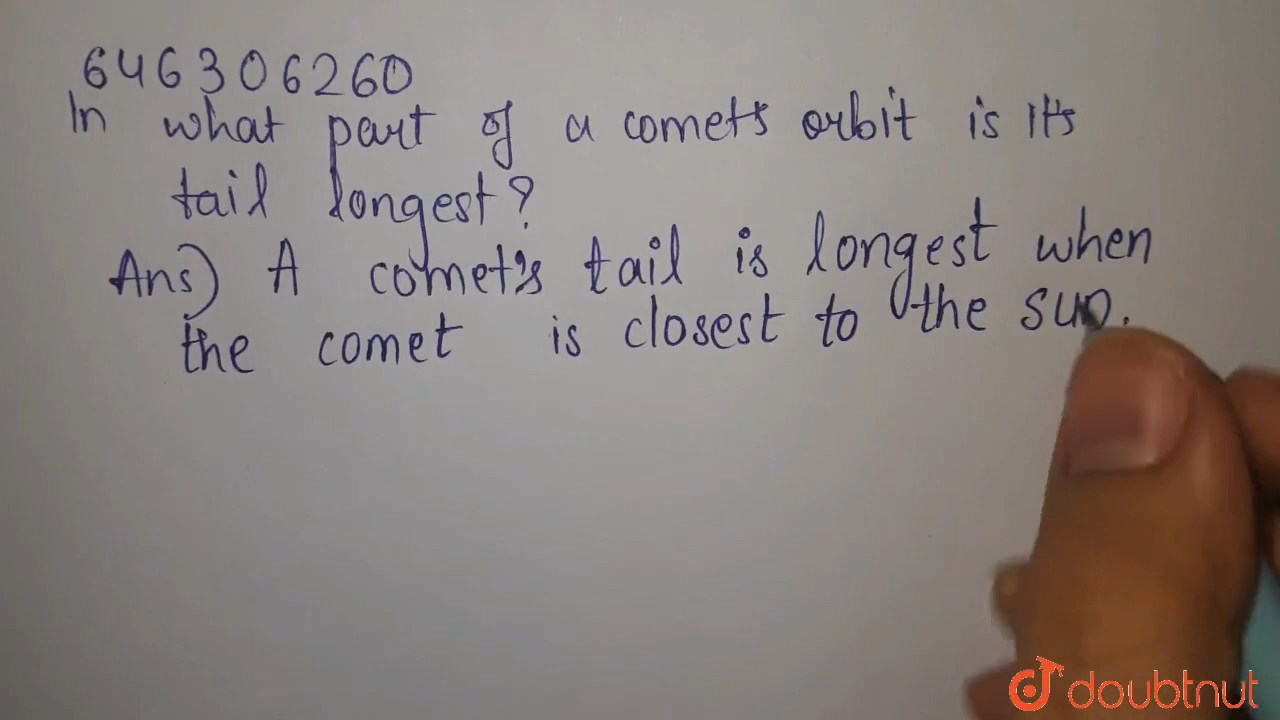 646306260
In what part of a comets orbit is its
tail longest?
Ans) A comet's tail is longest when
the comet is closest to the sun.
doubtnut